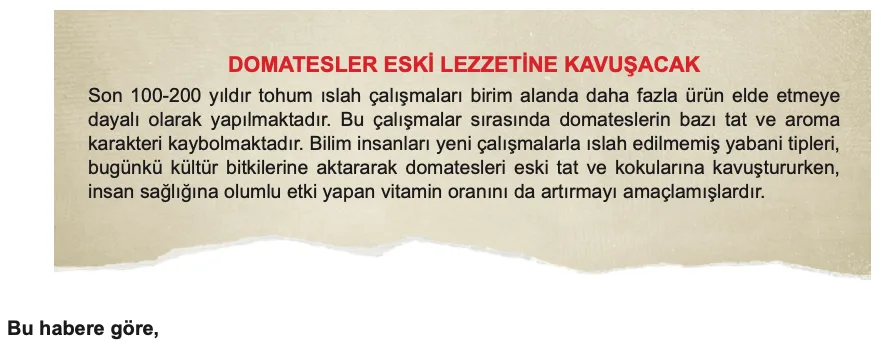 DOMATESLER ESKİ LEZZETİNE KAVUŞACAK
Son 100-200 yıldır tohum ıslah çalışmaları birim alanda daha fazla ürün elde etmeye
dayalı olarak yapılmaktadır. Bu çalışmalar sırasında domateslerin bazı tat ve aroma
karakteri kaybolmaktadır. Bilim insanları yeni çalışmalarla ıslah edilmemiş yabani tipleri,
bugünkü kültür bitkilerine aktararak domatesleri eski tat ve kokularına kavuştururken,
insan sağlığına olumlu etki yapan vitamin oranını da artırmayı amaçlamışlardır.
Bu habere göre,